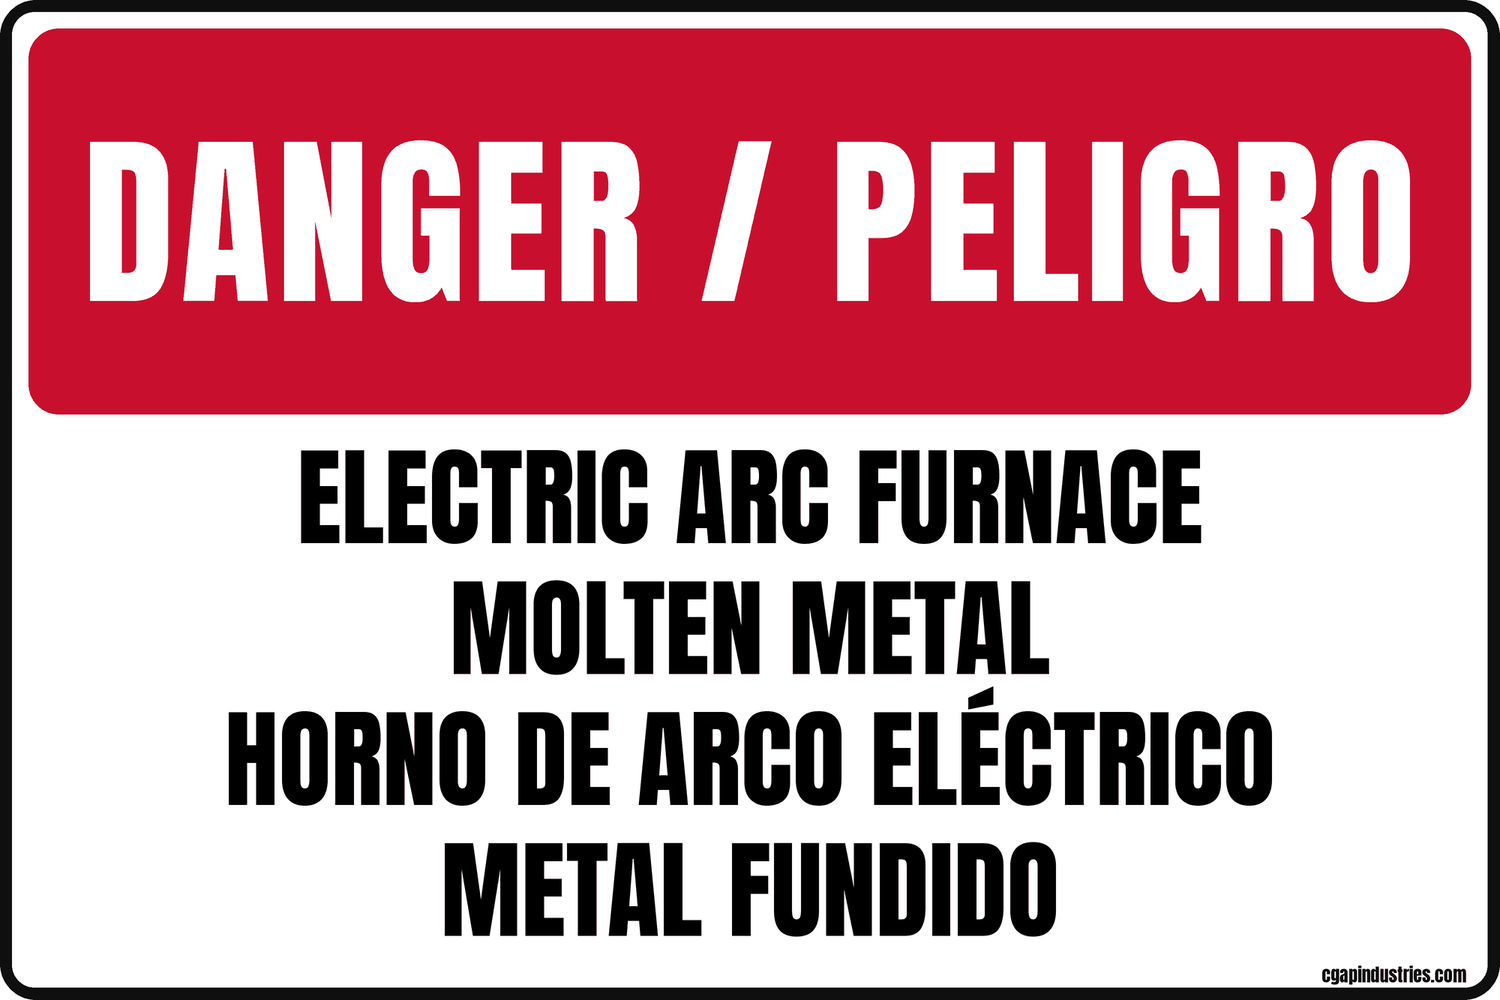 DANGER / PELIGRO
ELECTRIC ARC FURNACE
MOLTEN METAL
HORNO DE ARCO ELÉCTRICO
METAL FUNDIDO
cgapindustries.com